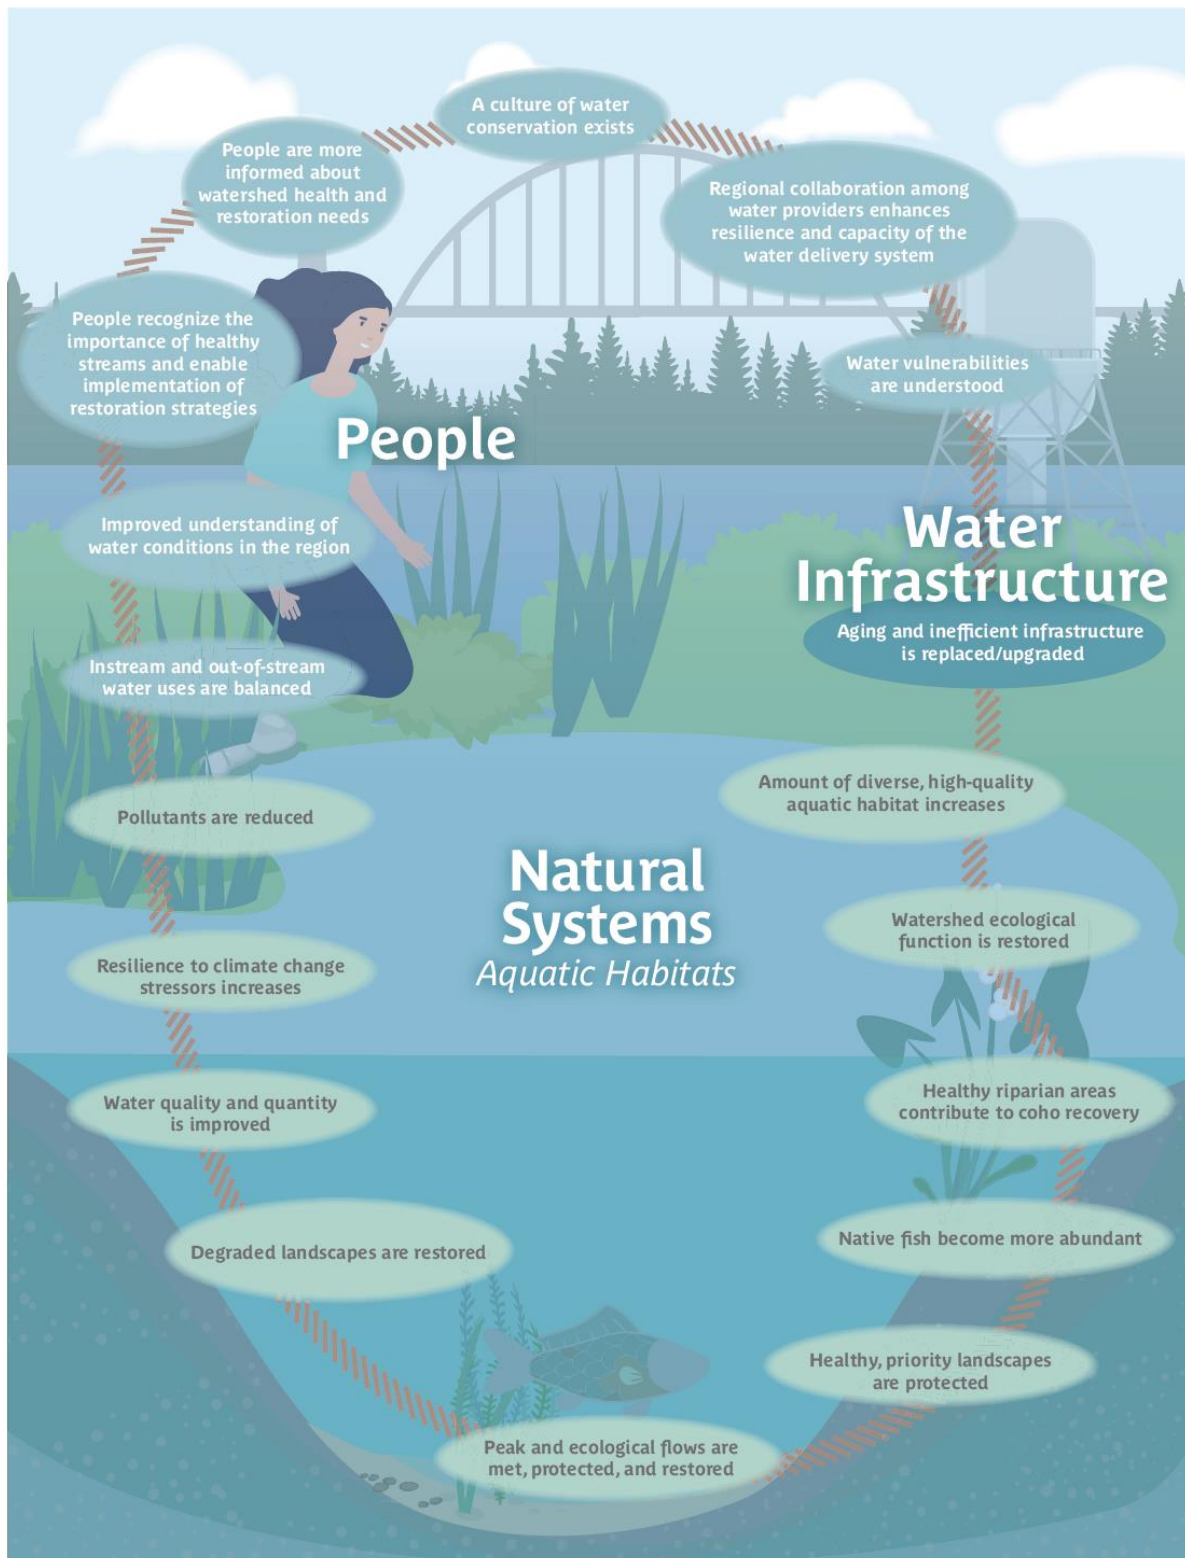 A culture of water
conservation exists
People are more
informed about
watershed health and
restoration needs
Regional collaboration among
water providers enhances
resilience and capacity of the
water delivery system
People recognize the
importance of healthy
streams and enable
implementation of
restoration strategies
Water vulnerabilities
are understood
People
Improved understanding of
water conditions in the region
Water
Infrastructure
Aging and inefficient infrastructure
is replaced/upgraded
Instream and out-of-stream
water uses are balanced
Amount of diverse, high-quality
aquatic habitat increases
Pollutants are reduced
Natural
Systems
Aquatic Habitats
Watershed ecological
function is restored
Resilience to climate change
stressors increases
Healthy riparian areas
contribute to coho recovery
Water quality and quantity
is improved
Native fish become more abundant
Degraded landscapes are restored
Healthy, priority landscapes
are protected
Peak and ecological flows are
met, protected, and restored